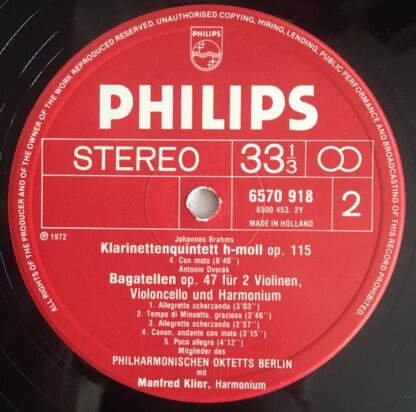 ALL RIGHTS OF THE PRODUCER AND OF THE OWNER OF THE WORK REPRODUCED RESERVED. UNAUTHORISED COPYING, HIRING, LENDING, PUBLIC PERFORMANCE AND BROADCASTING OF THIS RECORD PROHIBITED
PHILIPS
PHILIPS
STEREO
33⅓
6570 918
6500 453. 2Y
MADE IN HOLLAND
2
℗ 1972
Johannes Brahms
Klarinettenquintett h-moll op. 115
4. Con moto (8'40'')
Antonin Dvorák
Bagatellen op. 47 für 2 Violinen,
Violoncello und Harmonium
1. Allegretto scherzando (3'03'')
2. Tempo di Minuetto, grazioso (2'46'')
3. Allegretto scherzando (2'57'')
4. Canon, andante con moto (3'15'')
5. Poco allegro (4'12'')
Mitglieder des
PHILHARMONISCHEN OKTETTS BERLIN
mit
Manfred Klier, Harmonium